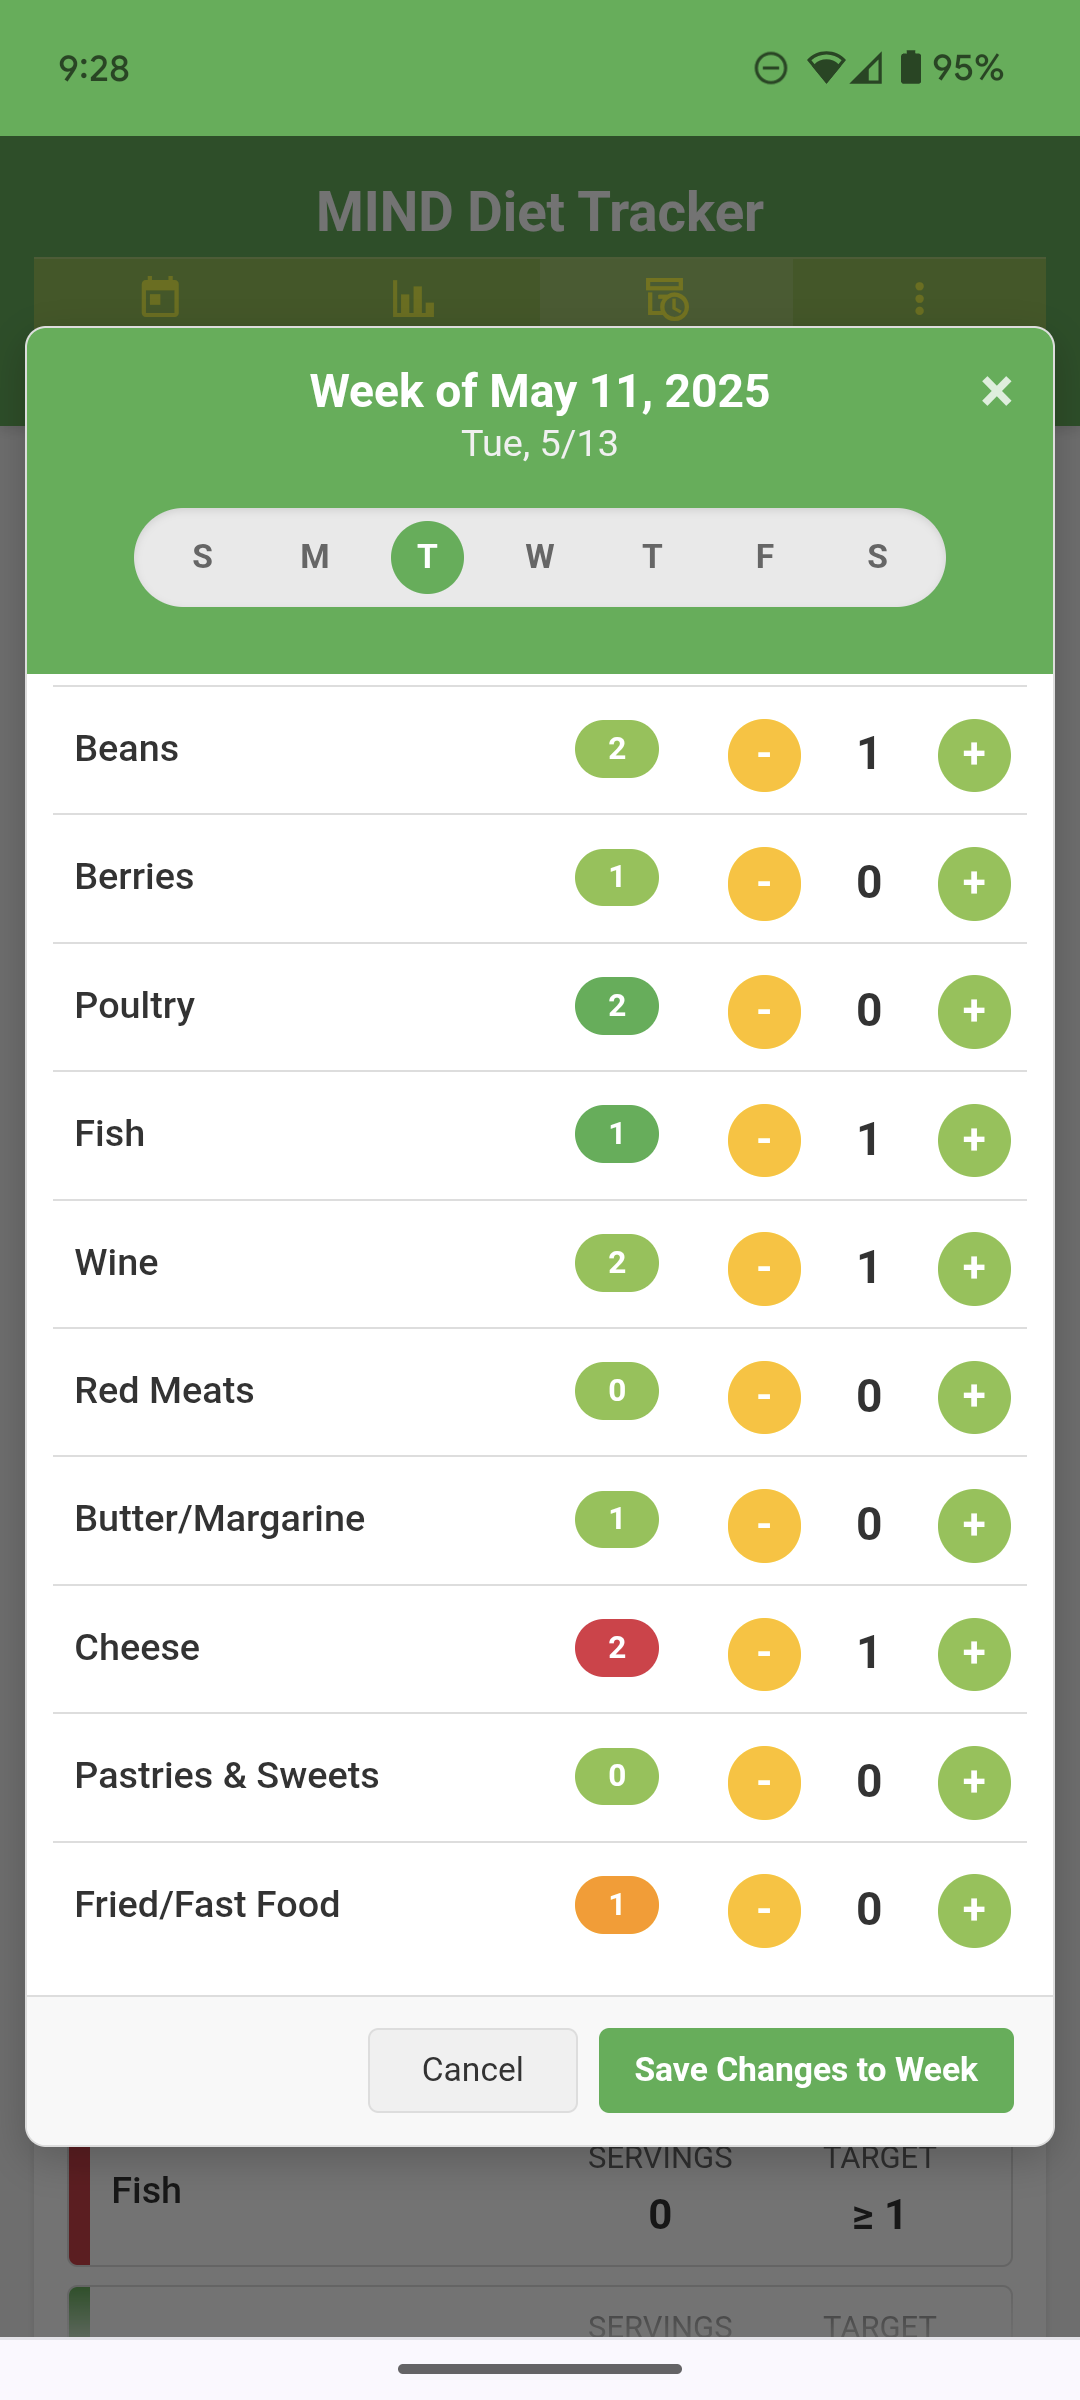 9:28 95%
MIND Diet Tracker
Week of May 11, 2025 ×
Tue, 5/13
S M T W T F S
Beans 2 - 1 +
Berries 1 - 0 +
Poultry 2 - 0 +
Fish 1 - 1 +
Wine 2 - 1 +
Red Meats 0 - 0 +
Butter/Margarine 1 - 0 +
Cheese 2 - 1 +
Pastries & Sweets 0 - 0 +
Fried/Fast Food 1 - 0 +
Cancel Save Changes to Week
SERVINGS TARGET
Fish 0 ≥ 1
SERVINGS TARGET